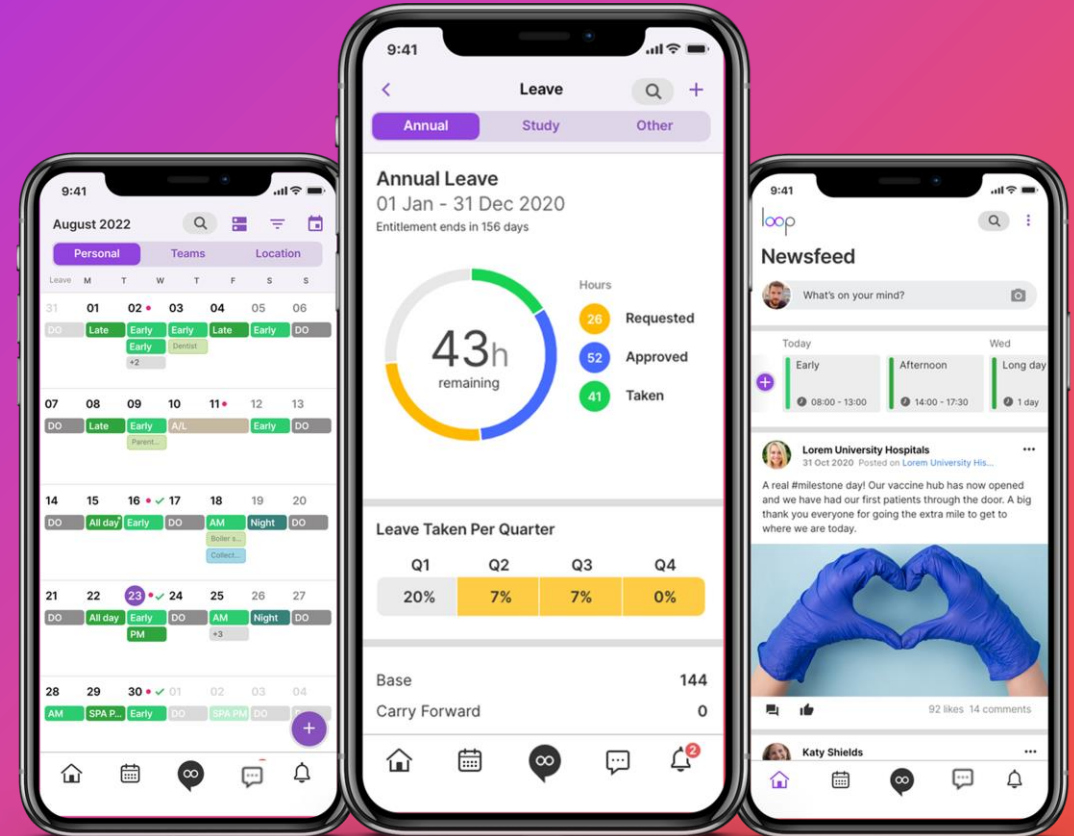 9:41
August 2022
Personal Teams Location
Leave M T W T F S S
31 01 02 03 04 05 06
DO Late Early Early Late Early DO
Early Dentist
+2
07 08 09 10 11 12 13
DO Late Early A/L Early DO
Parent...
14 15 16 17 18 19 20
DO All day Early DO AM Night DO
Boiler s...
Collect...
21 22 23 24 25 26 27
DO All day Early DO AM Night DO
PM +3
28 29 30 01 02 03 04
AM SPA P... Early DO SPA PM DO
+
9:41
Leave
+
Annual Study Other
Annual Leave
01 Jan - 31 Dec 2020
Entitlement ends in 156 days
43h
remaining
Hours
26 Requested
52 Approved
41 Taken
Leave Taken Per Quarter
Q1 Q2 Q3 Q4
20% 7% 7% 0%
Base 144
Carry Forward 0
2
9:41
loop
Newsfeed
What's on your mind?
Today Wed
Early Afternoon Long day
08:00 - 13:00 14:00 - 17:30 1 day
Lorem University Hospitals
31 Oct 2020 Posted on Lorem University His...
A real #milestone day! Our vaccine hub has now opened
and we have had our first patients through the door. A big
thank you everyone for going the extra mile to get to
where we are today.
92 likes 14 comments
Katy Shields